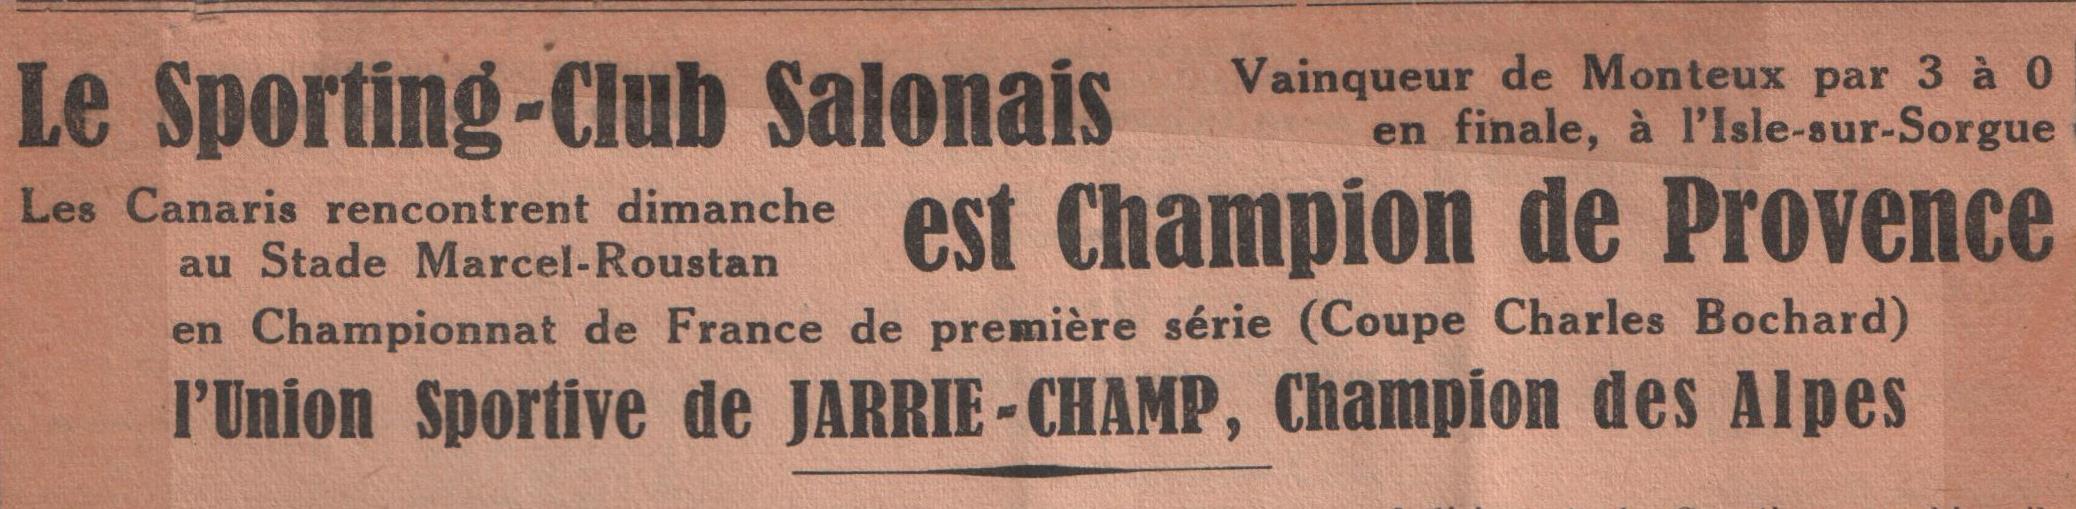 Le Sporting-Club Salonais
Vainqueur de Monteux par 3 à 0
en finale, à l'Isle-sur-Sorgue
Les Canaris rencontrent dimanche
au Stade Marcel-Roustan
est Champion de Provence
en Championnat de France de première série (Coupe Charles Bochard)
l'Union Sportive de JARRIE-CHAMP, Champion des Alpes